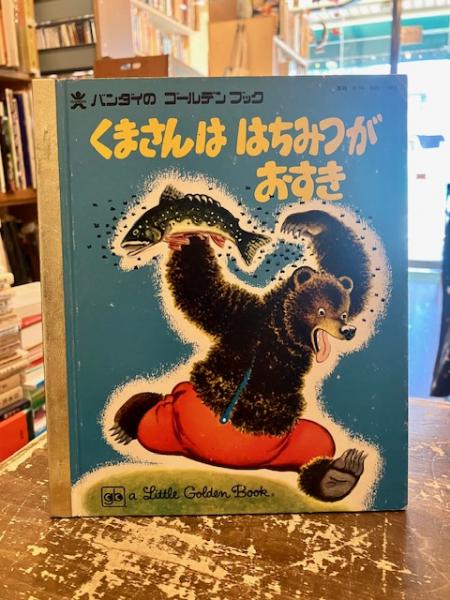 バンダイの ゴールデン ブック
くまさんは はちみつが
おすき
gb a Little Golden Book®